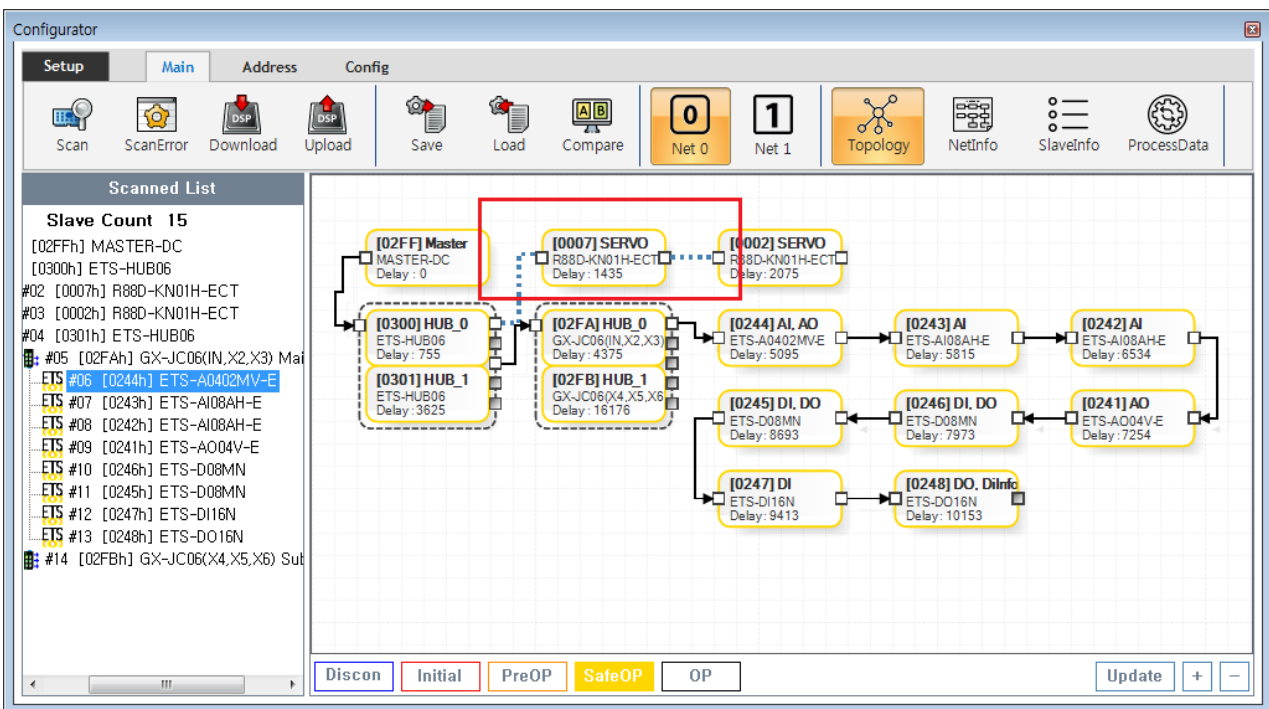 Configurator
Setup Main Address Config
Scan ScanError Download Upload Save Load Compare Net 0 Net 1 Topology NetInfo SlaveInfo ProcessData
DSP DSP A B 0 1
Scanned List
Slave Count 15
[02FFh] MASTER-DC
[0300h] ETS-HUB06
#02 [0007h] R88D-KN01H-ECT
#03 [0002h] R88D-KN01H-ECT
#04 [0301h] ETS-HUB06
#05 [02FAh] GX-JC06(IN,X2,X3) Mai
ETS #06 [0244h] ETS-A0402MV-E
ETS #07 [0243h] ETS-AI08AH-E
ETS #08 [0242h] ETS-AI08AH-E
ETS #09 [0241h] ETS-AO04V-E
ETS #10 [0246h] ETS-D08MN
ETS #11 [0245h] ETS-D08MN
ETS #12 [0247h] ETS-DI16N
ETS #13 [0248h] ETS-DO16N
#14 [02FBh] GX-JC06(X4,X5,X6) Sub
[02FF] Master
MASTER-DC
Delay : 0
[0007] SERVO
R88D-KN01H-ECT
Delay : 1435
[0002] SERVO
R88D-KN01H-ECT
Delay : 2075
[0300] HUB_0
ETS-HUB06
Delay : 755
[0301] HUB_1
ETS-HUB06
Delay : 3625
[02FA] HUB_0
GX-JC06(IN,X2,X3)
Delay : 4375
[02FB] HUB_1
GX-JC06(X4,X5,X6
Delay : 16176
[0244] AI, AO
ETS-A0402MV-E
Delay : 5095
[0243] AI
ETS-AI08AH-E
Delay : 5815
[0242] AI
ETS-AI08AH-E
Delay : 6534
[0245] DI, DO
ETS-D08MN
Delay : 8693
[0246] DI, DO
ETS-D08MN
Delay : 7973
[0241] AO
ETS-AO04V-E
Delay : 7254
[0247] DI
ETS-DI16N
Delay : 9413
[0248] DO, DiInfo
ETS-DO16N
Delay : 10153
Discon Initial PreOP SafeOP OP Update + −